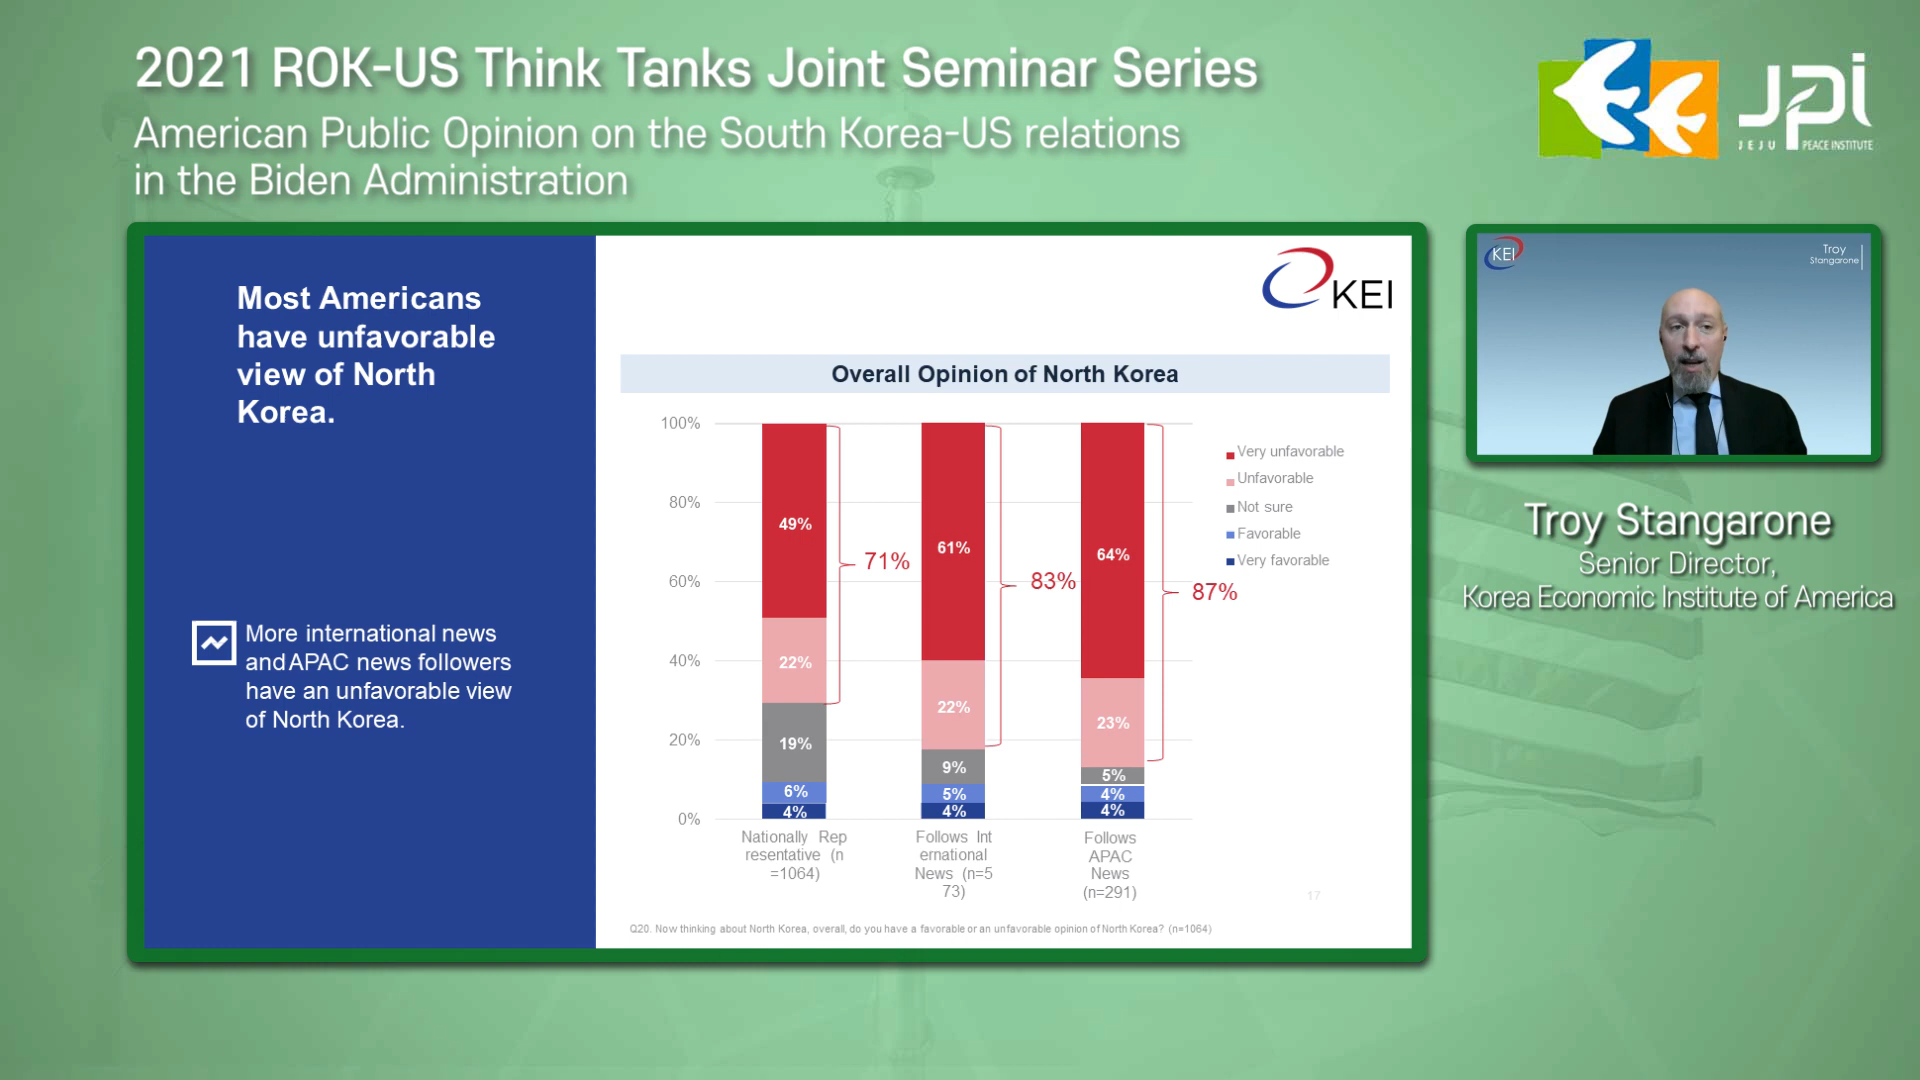 2021 ROK-US Think Tanks Joint Seminar Series
American Public Opinion on the South Korea-US relations
in the Biden Administration
JPI
JEJU PEACE INSTITUTE
Most Americans
have unfavorable
view of North
Korea.
More international news
and APAC news followers
have an unfavorable view
of North Korea.
KEI
Overall Opinion of North Korea
100%
80%
60%
40%
20%
0%
49%
22%
19%
6%
4%
71%
61%
22%
9%
5%
4%
83%
64%
23%
5%
4%
4%
87%
Very unfavorable
Unfavorable
Not sure
Favorable
Very favorable
Nationally Rep
resentative (n
=1064)
Follows Int
ernational
News (n=5
73)
Follows
APAC
News
(n=291)
17
Q20. Now thinking about North Korea, overall, do you have a favorable or an unfavorable opinion of North Korea? (n=1064)
KEI
Troy
Stangarone
Troy Stangarone
Senior Director,
Korea Economic Institute of America